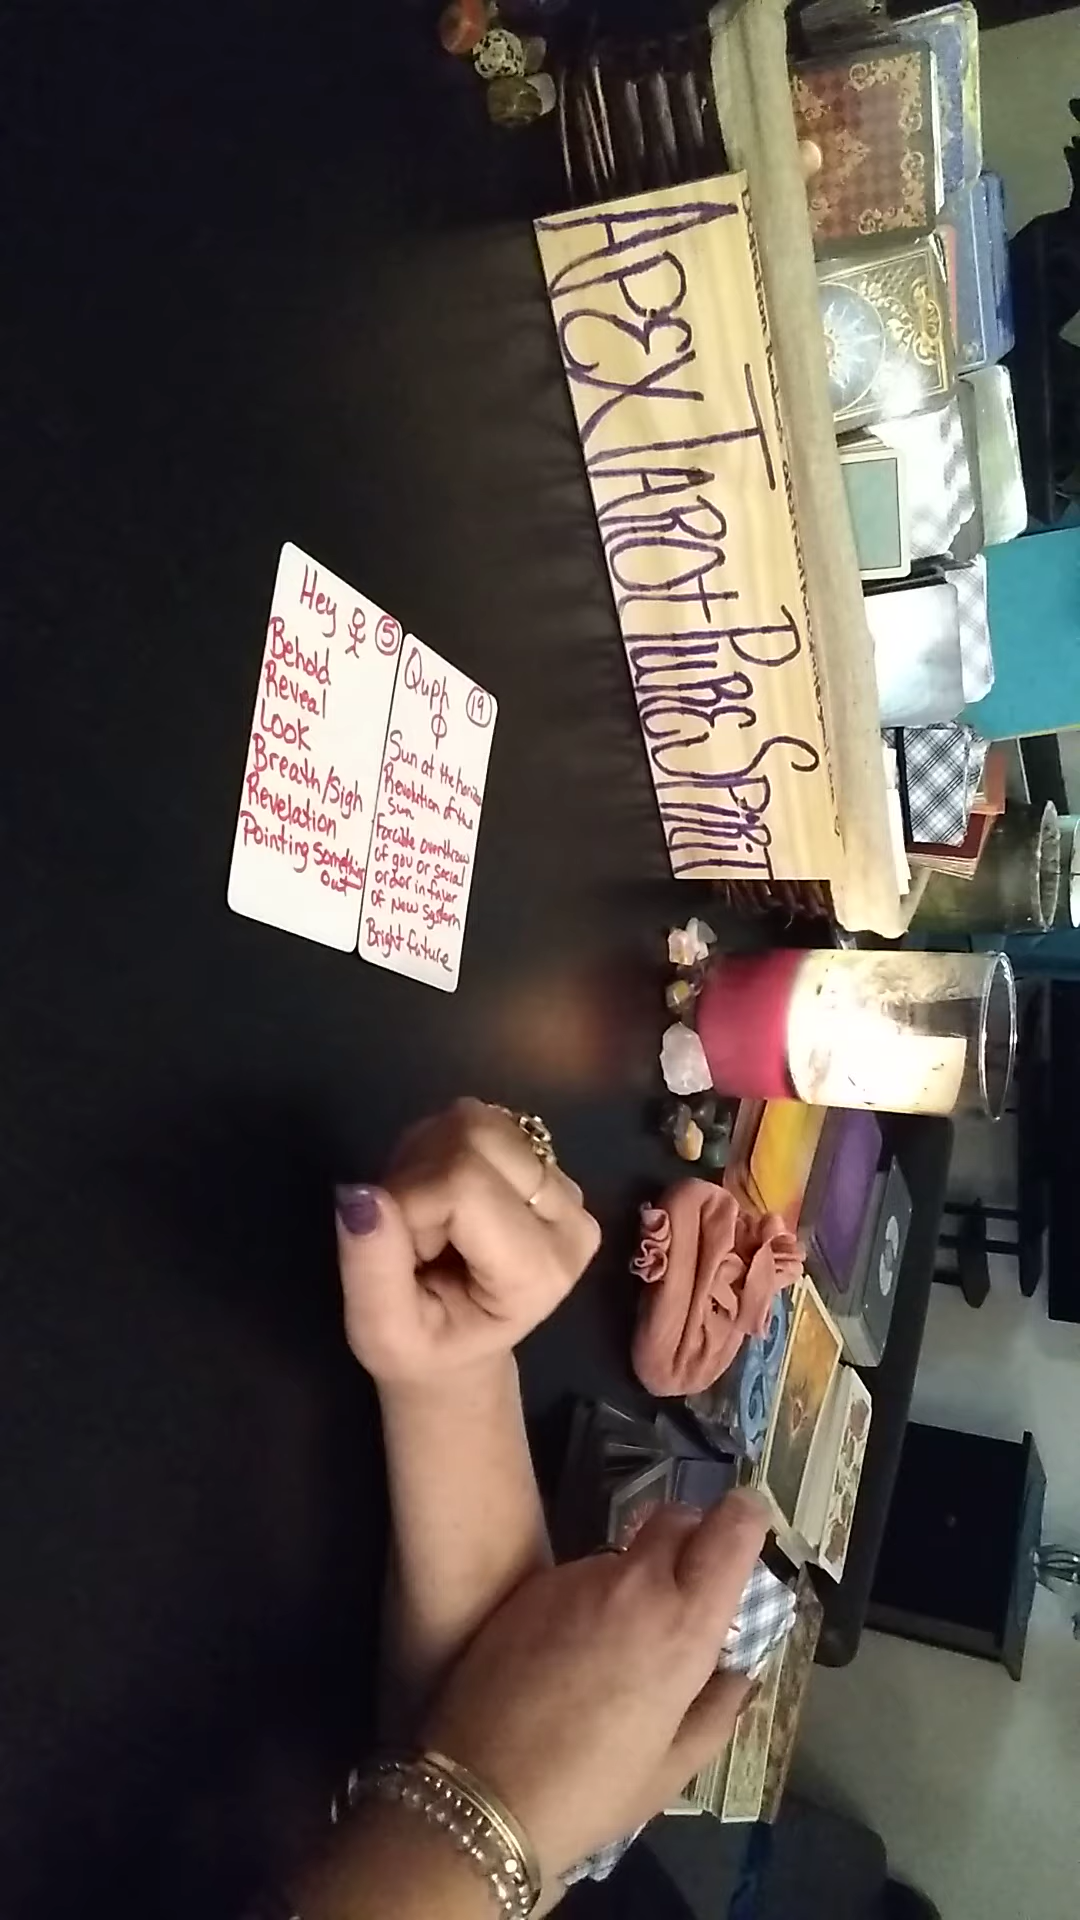 APEX TAROT PURE SPIRIT
Hey 5
Behold
Reveal
Look
Breath/Sigh
Revelation
Pointing something
out
19
Quph
Sun at the horizon
Revolution of the
sun
Forcible overthrow
of gov or social
order in favor
of new system
Bright future